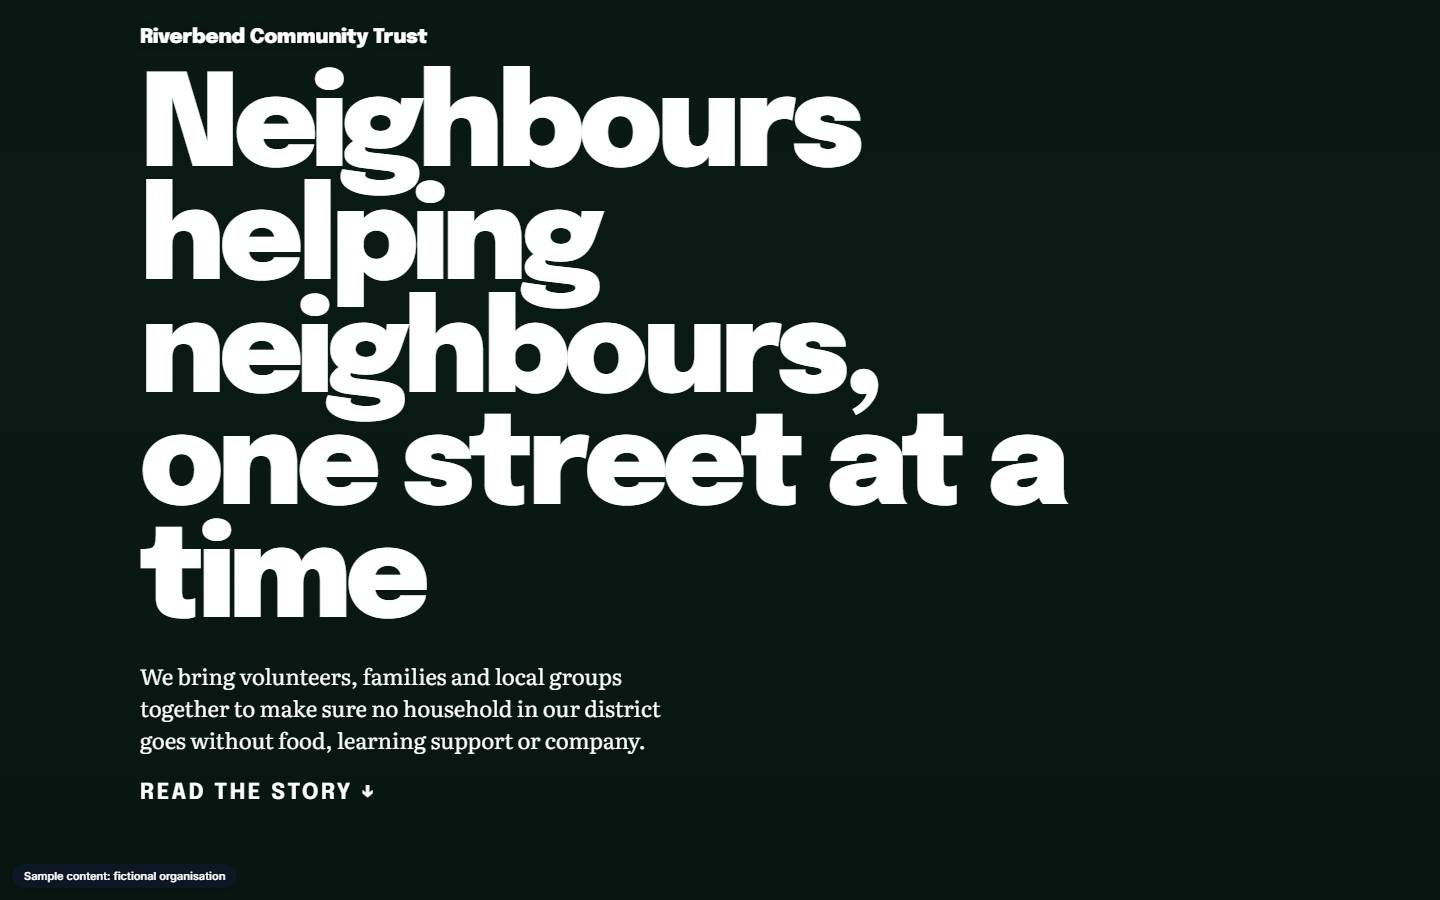 Riverbend Community Trust
Neighbours
helping
neighbours,
one street at a
time
We bring volunteers, families and local groups
together to make sure no household in our district
goes without food, learning support or company.
READ THE STORY ↓
Sample content: fictional organisation